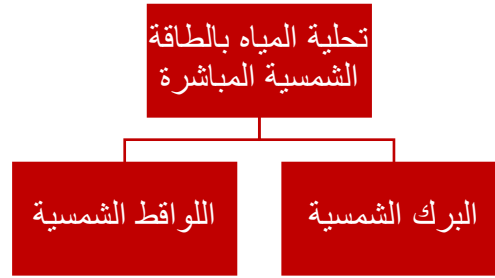 تحلية المياه بالطاقة
الشمسية المباشرة
البرك الشمسية
اللواقط الشمسية